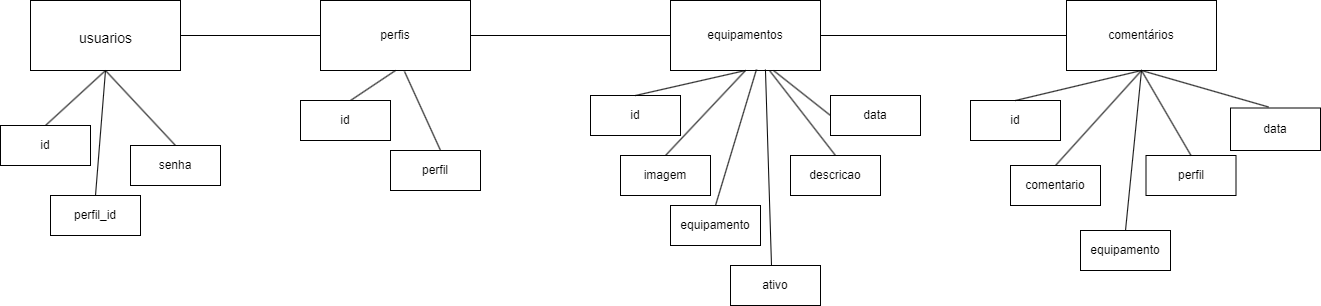 usuarios
perfis
equipamentos
comentários
id
perfil_id
senha
id
perfil
id
imagem
equipamento
ativo
descricao
data
id
comentario
equipamento
perfil
data